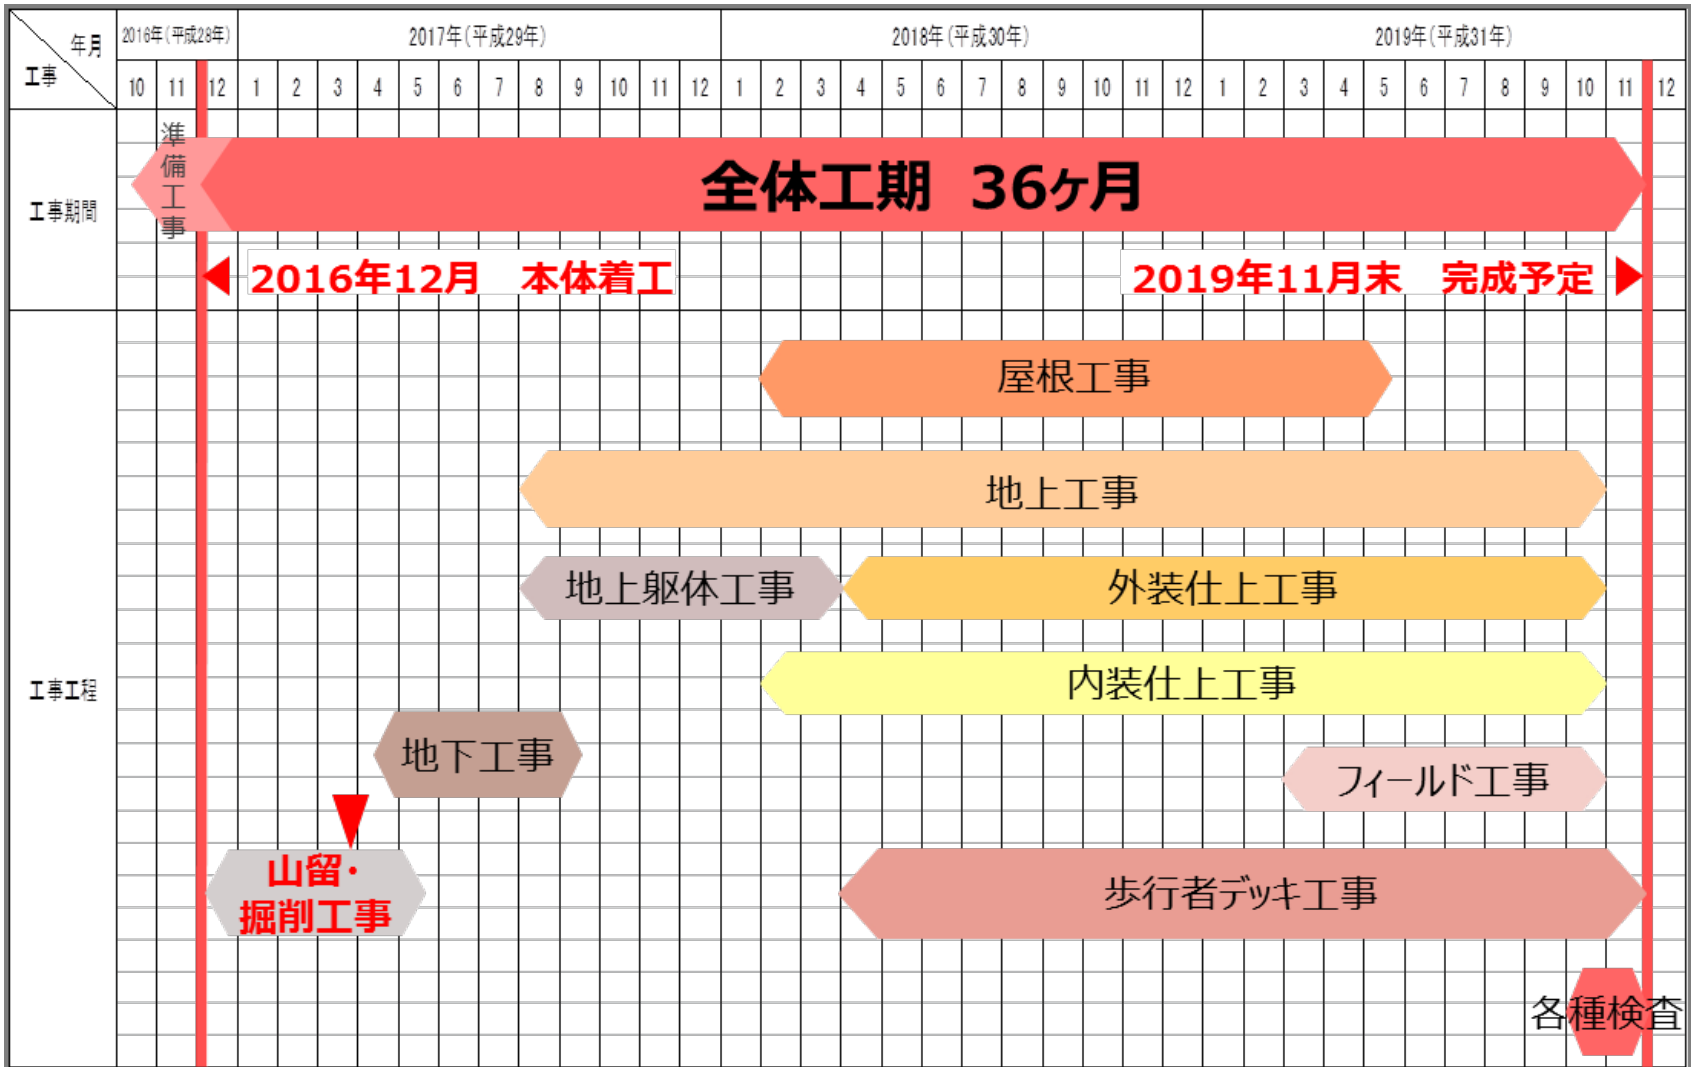 年月
工事
2016年(平成28年)
2017年(平成29年)
2018年(平成30年)
2019年(平成31年)
10 11 12 1 2 3 4 5 6 7 8 9 10 11 12 1 2 3 4 5 6 7 8 9 10 11 12 1 2 3 4 5 6 7 8 9 10 11 12
工事期間
準備工事
全体工期 36ヶ月
2016年12月 本体着工
2019年11月末 完成予定
工事工程
屋根工事
地上工事
地上躯体工事
外装仕上工事
内装仕上工事
地下工事
フィールド工事
山留・
掘削工事
歩行者デッキ工事
各種検査